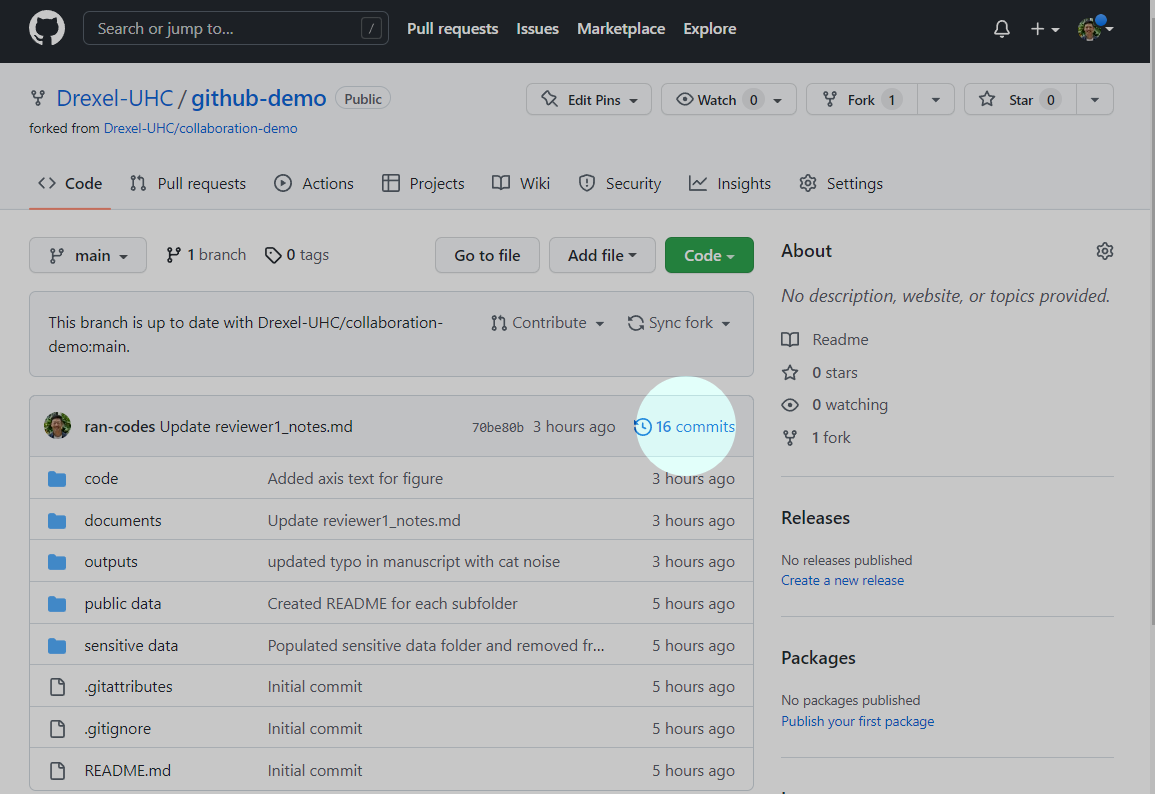 Search or jump to... / Pull requests Issues Marketplace Explore
Drexel-UHC / github-demo Public Edit Pins Watch 0 Fork 1 Star 0
forked from Drexel-UHC/collaboration-demo
Code Pull requests Actions Projects Wiki Security Insights Settings
main 1 branch 0 tags Go to file Add file Code
This branch is up to date with Drexel-UHC/collaboration-
demo:main.
Contribute Sync fork
ran-codes Update reviewer1_notes.md 70be80b 3 hours ago 16 commits
code Added axis text for figure 3 hours ago
documents Update reviewer1_notes.md 3 hours ago
outputs updated typo in manuscript with cat noise 3 hours ago
public data Created README for each subfolder 5 hours ago
sensitive data Populated sensitive data folder and removed fr... 5 hours ago
.gitattributes Initial commit 5 hours ago
.gitignore Initial commit 5 hours ago
README.md Initial commit 5 hours ago
About
No description, website, or topics provided.
Readme
0 stars
0 watching
1 fork
Releases
No releases published
Create a new release
Packages
No packages published
Publish your first package